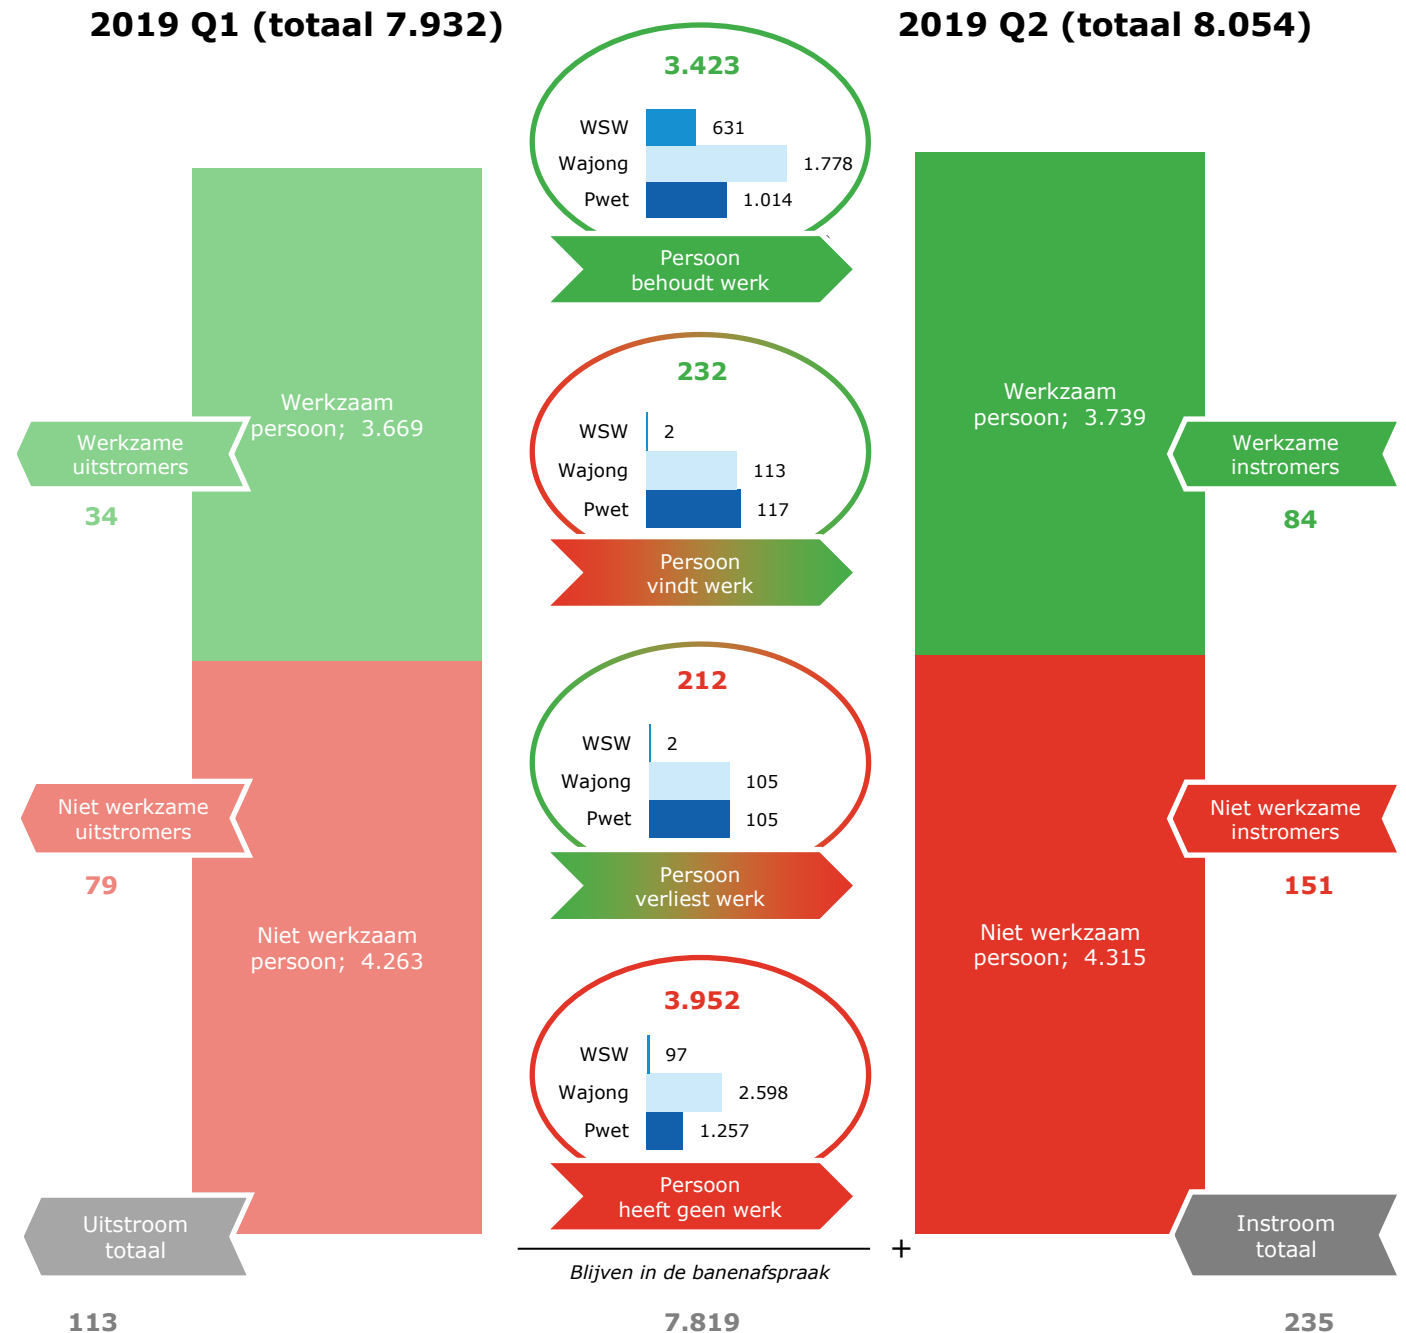 2019 Q1 (totaal 7.932)
2019 Q2 (totaal 8.054)
3.423
WSW 631
Wajong 1.778
Pwet 1.014
Persoon
behoudt werk
232
WSW 2
Wajong 113
Pwet 117
Persoon
vindt werk
212
WSW 2
Wajong 105
Pwet 105
Persoon
verliest werk
3.952
WSW 97
Wajong 2.598
Pwet 1.257
Persoon
heeft geen werk
Werkzaam
persoon; 3.669
Werkzame
uitstromers
34
Niet werkzame
uitstromers
79
Niet werkzaam
persoon; 4.263
Uitstroom
totaal
113
Werkzaam
persoon; 3.739
Werkzame
instromers
84
Niet werkzame
instromers
151
Niet werkzaam
persoon; 4.315
Instroom
totaal
235
+
Blijven in de banenafspraak
7.819